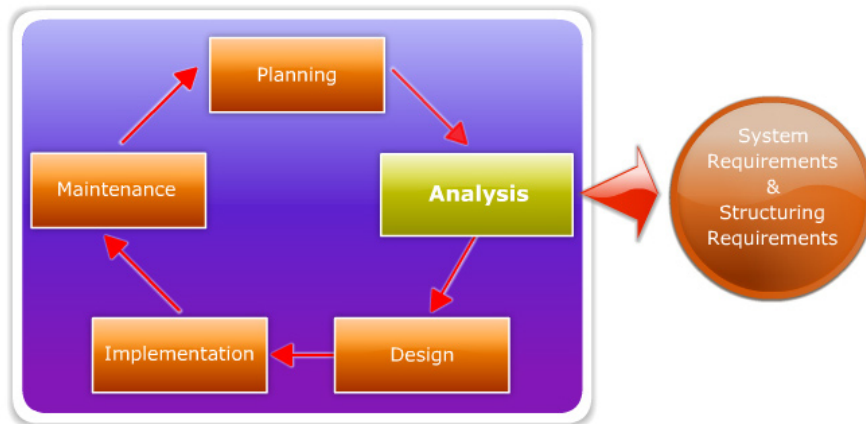 Planning
Maintenance
Analysis
Implementation
Design
System
Requirements
&
Structuring
Requirements